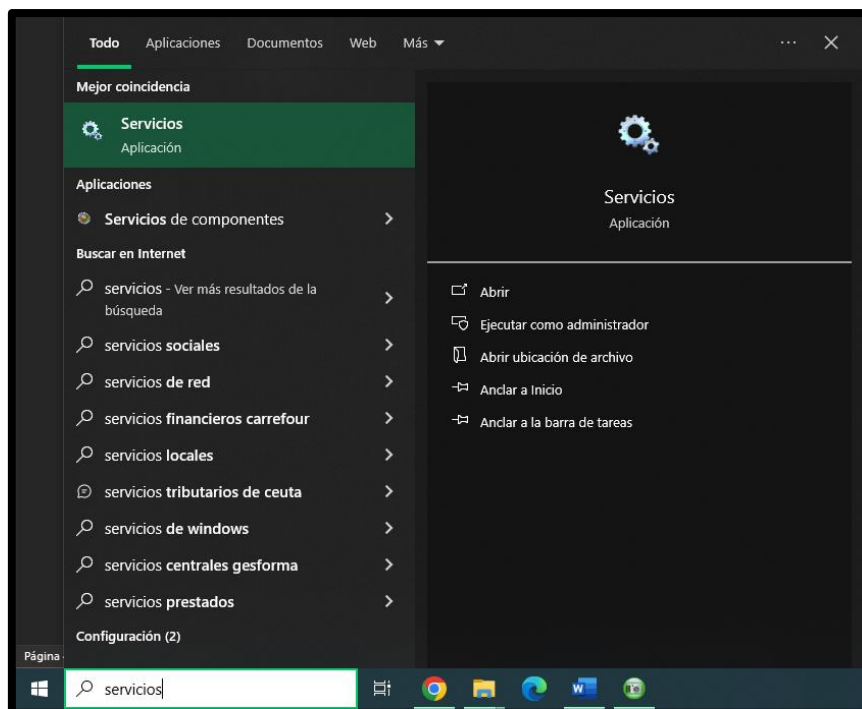 Todo Aplicaciones Documentos Web Más
Mejor coincidencia
Servicios
Aplicación
Aplicaciones
Servicios de componentes
Buscar en Internet
servicios - Ver más resultados de la
búsqueda
servicios sociales
servicios de red
servicios financieros carrefour
servicios locales
servicios tributarios de ceuta
servicios de windows
servicios centrales gesforma
servicios prestados
Configuración (2)
Servicios
Aplicación
Abrir
Ejecutar como administrador
Abrir ubicación de archivo
Anclar a Inicio
Anclar a la barra de tareas
Página
servicios